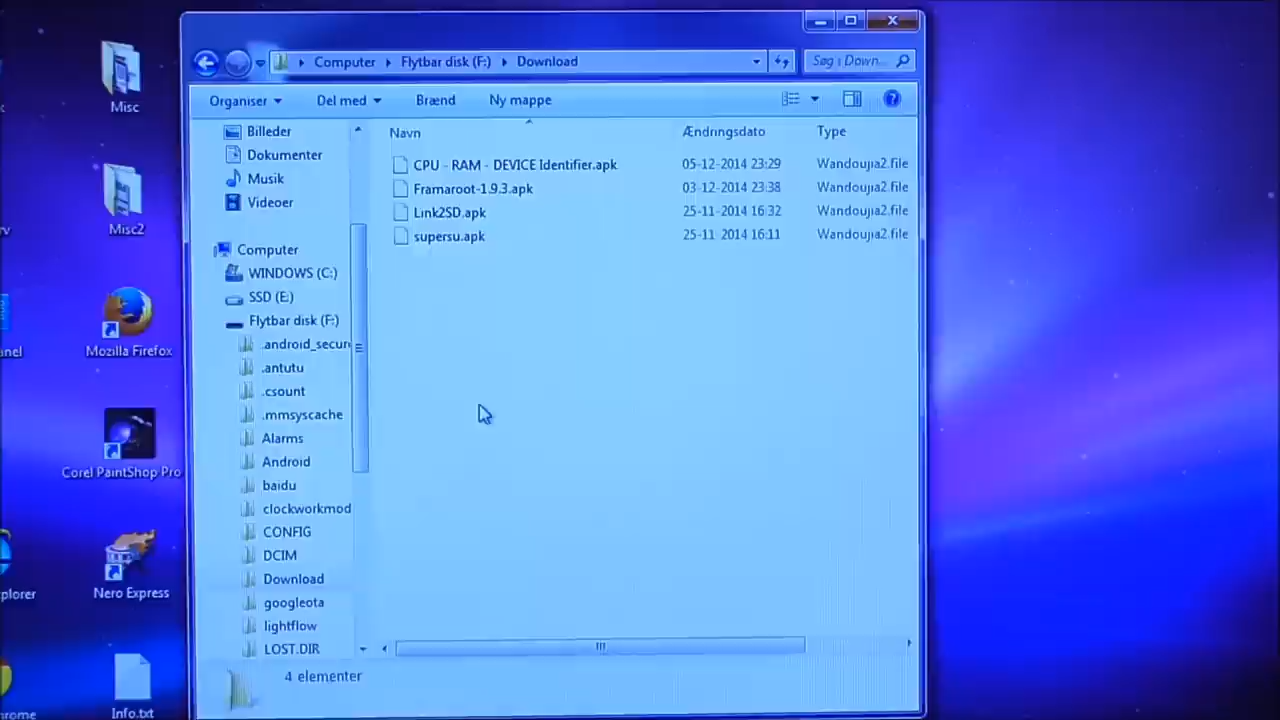 Computer Flytbar disk (F:) Download
Søg i Down...
Organiser Del med Brænd Ny mappe
Navn Ændringsdato Type
CPU - RAM - DEVICE Identifier.apk 05-12-2014 23:29 Wandoujia2.file
Framaroot-1.9.3.apk 03-12-2014 23:38 Wandoujia2.file
Link2SD.apk 25-11-2014 16:32 Wandoujia2.file
supersu.apk 25-11-2014 16:11 Wandoujia2.file
Billeder
Dokumenter
Musik
Videoer
Computer
WINDOWS (C:)
SSD (E:)
Flytbar disk (F:)
.android_secur
.antutu
.csount
.mmsyscache
Alarms
Android
baidu
clockworkmod
CONFIG
DCIM
Download
googleota
lightflow
LOST.DIR
4 elementer
Misc
Misc2
Mozilla Firefox
Corel PaintShop Pro
Nero Express
Info.txt
anel
plorer
rome